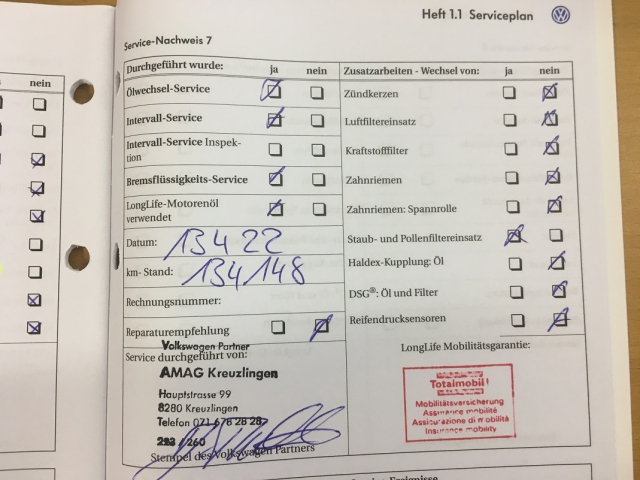 Heft 1.1 Serviceplan
Service-Nachweis 7
nein
Durchgeführt wurde: ja nein
Ölwechsel-Service
Intervall-Service
Intervall-Service Inspek-
tion
Bremsflüssigkeits-Service
LongLife-Motorenöl
verwendet
Datum: 13 4 22
km- Stand: 134148
Rechnungsnummer:
Reparaturempfehlung
Volkswagen Partner
Service durchgeführt von:
AMAG Kreuzlingen
Hauptstrasse 99
8280 Kreuzlingen
Telefon 071 678 28 28
Stempel des Volkswagen Partners
Zusatzarbeiten - Wechsel von: ja nein
Zündkerzen
Luftfiltereinsatz
Kraftstofffilter
Zahnriemen
Zahnriemen: Spannrolle
Staub- und Pollenfiltereinsatz
Haldex-Kupplung: Öl
DSG®: Öl und Filter
Reifendrucksensoren
LongLife Mobilitätsgarantie:
Totalmobil!
Mobilitätsversicherung
Assurance mobilité
Assicurazione di mobilità
Insurance mobility